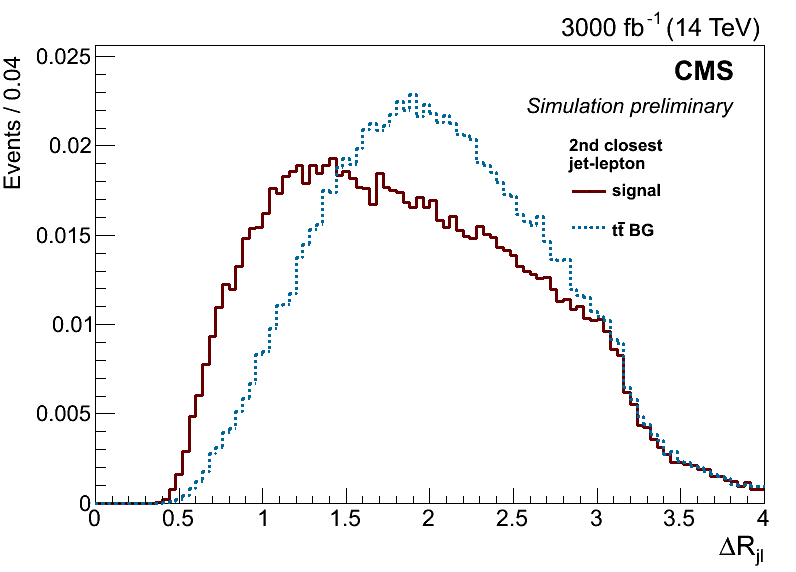 3000 fb⁻¹ (14 TeV)
CMS
Simulation preliminary
2nd closest
jet-lepton
signal
tt̄ BG
Events / 0.04
0.025
0.02
0.015
0.01
0.005
0
0 0.5 1 1.5 2 2.5 3 3.5 4
ΔRjl